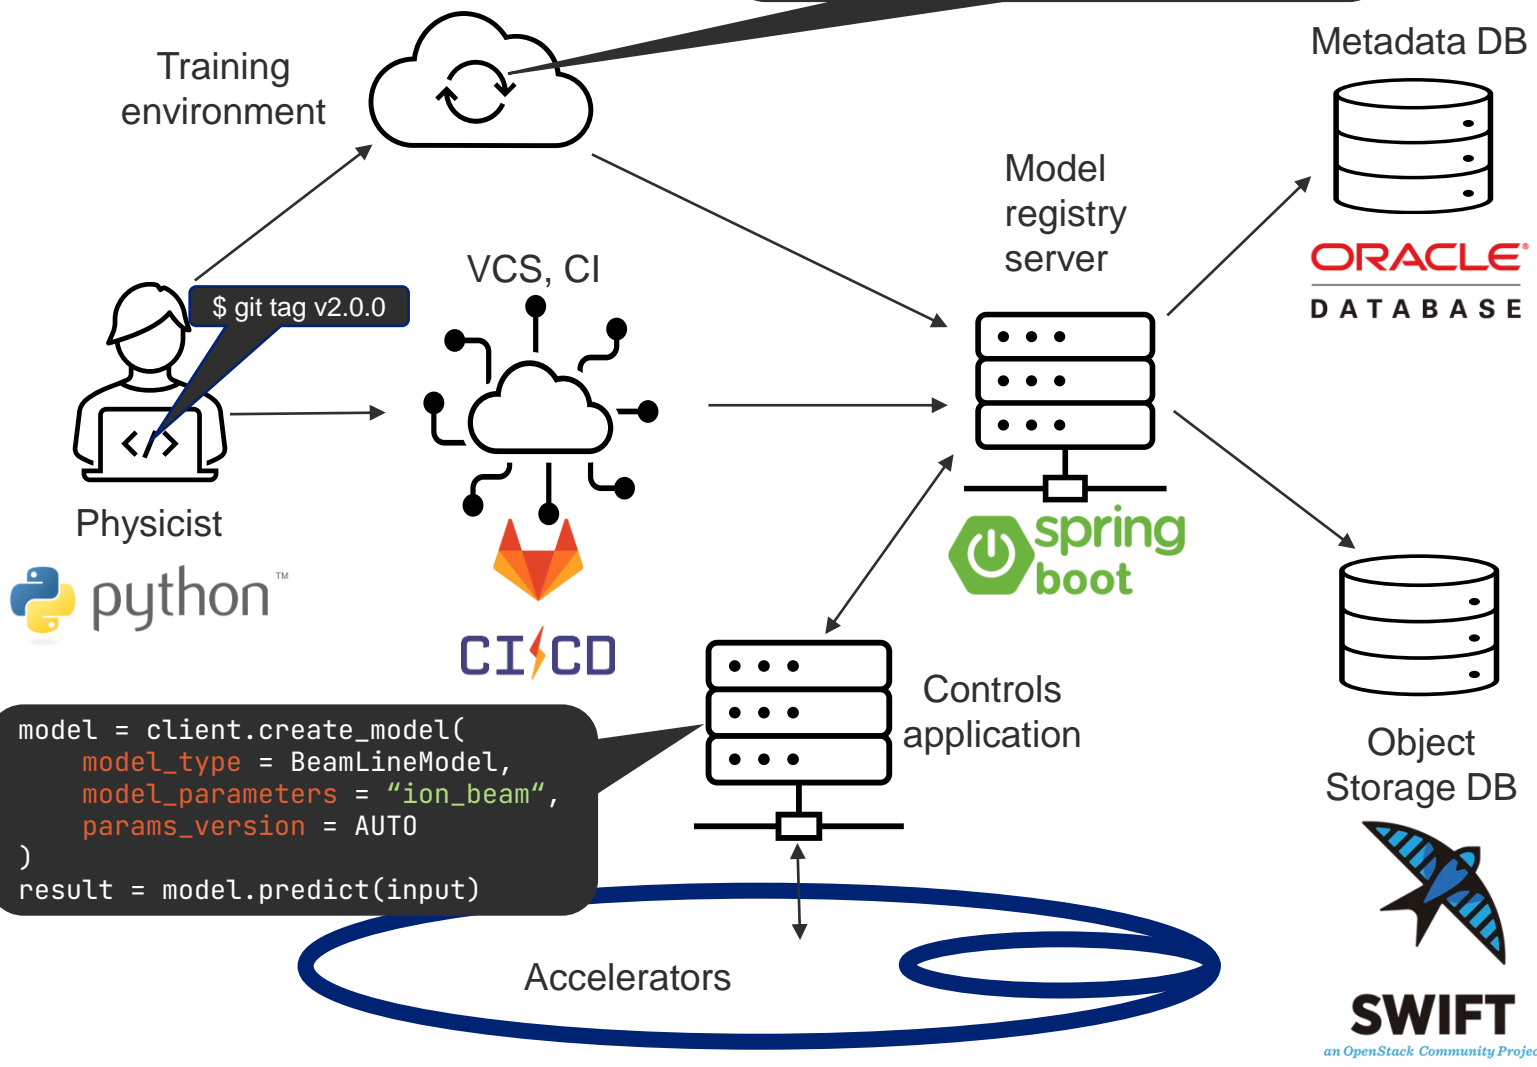 Training
environment
Metadata DB
ORACLE®
DATABASE
Model
registry
server
VCS, CI
$ git tag v2.0.0
</>
Physicist
python™
CI CD
spring
boot
Controls
application
model = client.create_model(
model_type = BeamLineModel,
model_parameters = “ion_beam“,
params_version = AUTO
)
result = model.predict(input)
Object
Storage DB
Accelerators
SWIFT
an OpenStack Community Projec